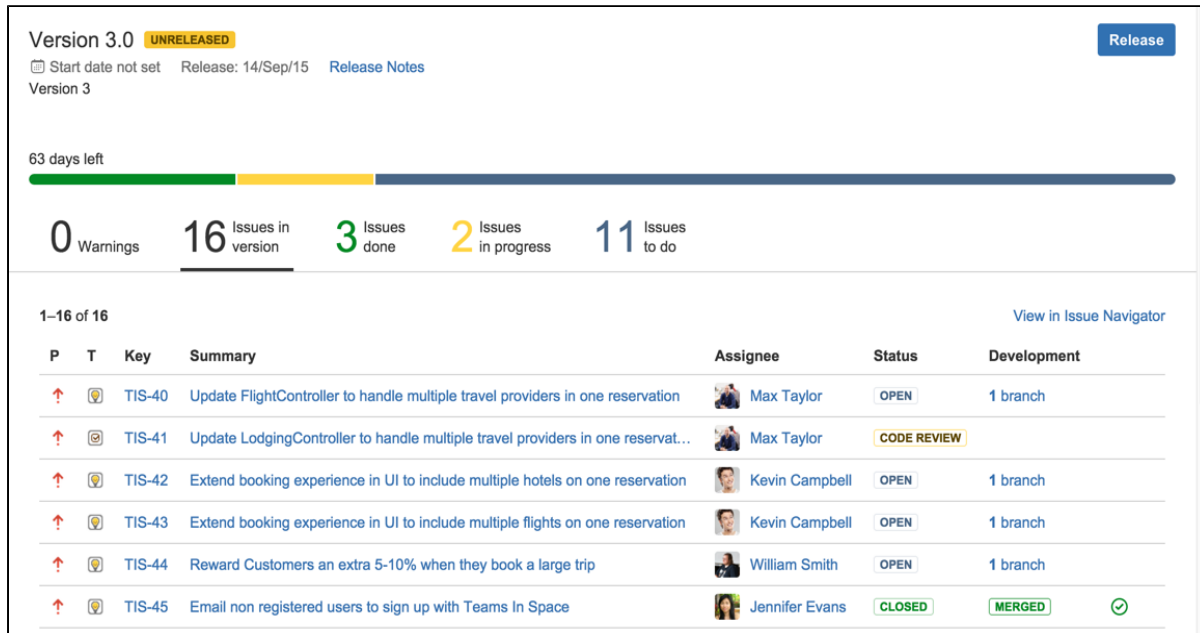 Version 3.0 UNRELEASED Release
Start date not set Release: 14/Sep/15 Release Notes
Version 3
63 days left
0 Warnings 16 Issues in version 3 Issues done 2 Issues in progress 11 Issues to do
1–16 of 16 View in Issue Navigator
P T Key Summary Assignee Status Development
TIS-40 Update FlightController to handle multiple travel providers in one reservation Max Taylor OPEN 1 branch
TIS-41 Update LodgingController to handle multiple travel providers in one reservat... Max Taylor CODE REVIEW
TIS-42 Extend booking experience in UI to include multiple hotels on one reservation Kevin Campbell OPEN 1 branch
TIS-43 Extend booking experience in UI to include multiple flights on one reservation Kevin Campbell OPEN 1 branch
TIS-44 Reward Customers an extra 5-10% when they book a large trip William Smith OPEN 1 branch
TIS-45 Email non registered users to sign up with Teams In Space Jennifer Evans CLOSED MERGED